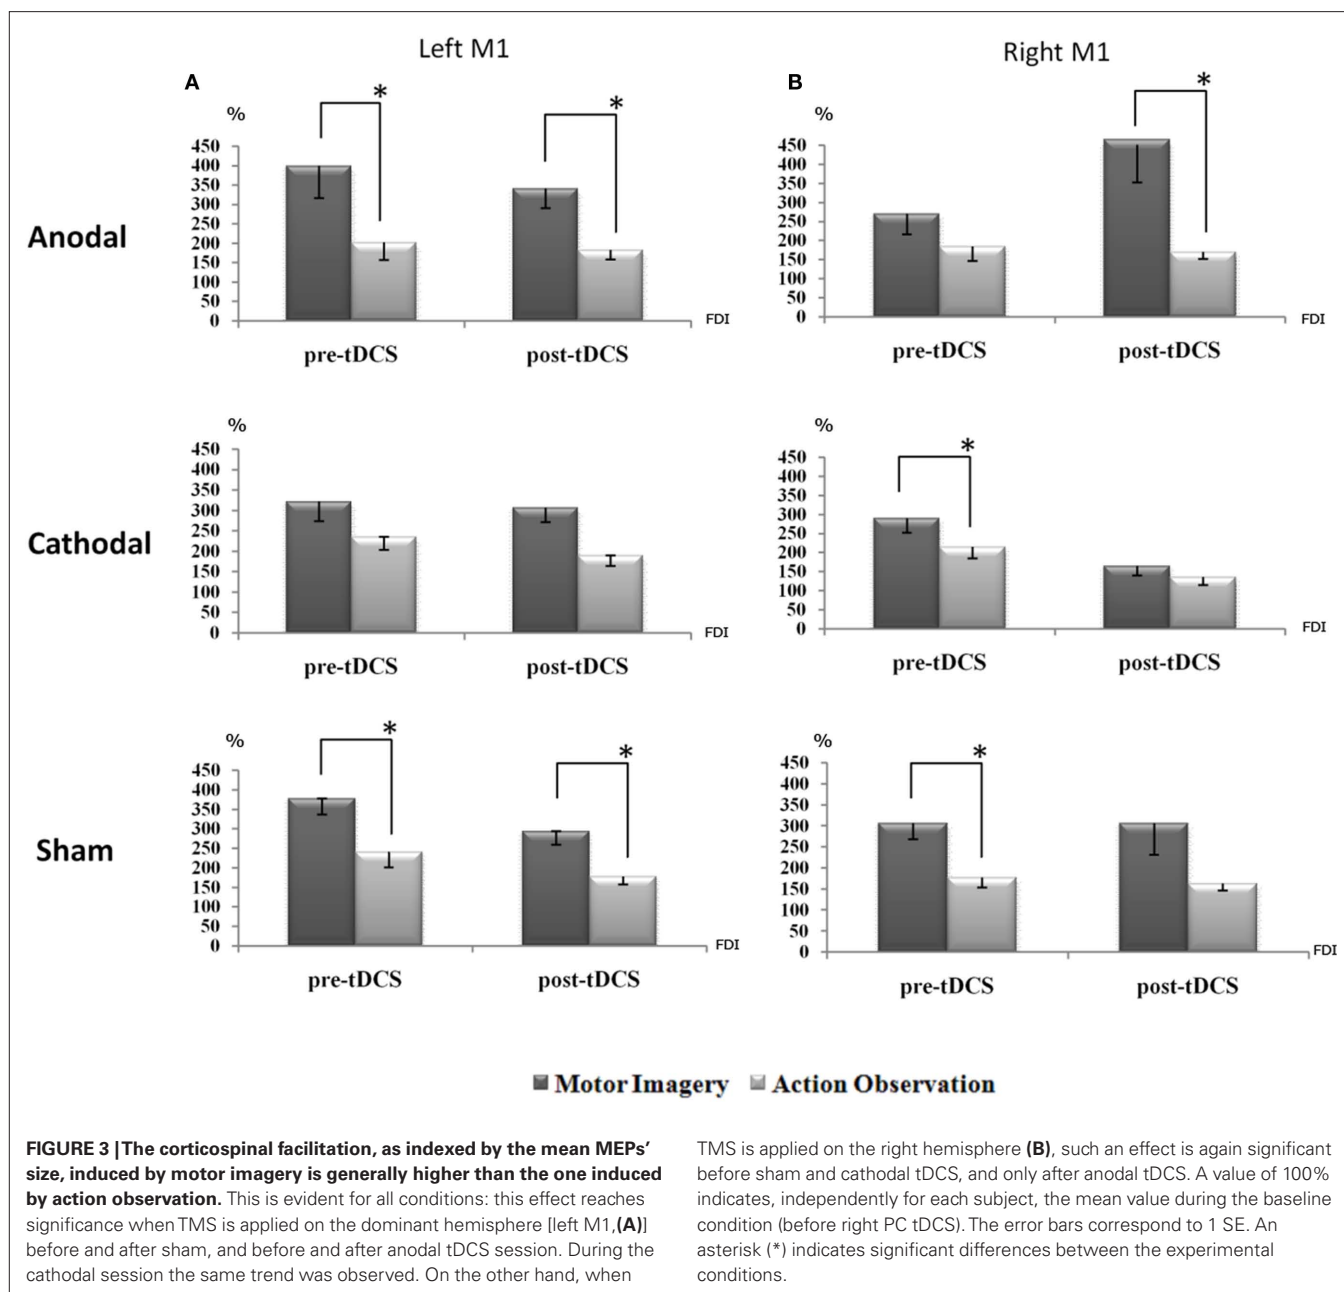 Left M1
Right M1
A
B
Anodal
%
450
400
350
300
250
200
150
100
50
0
*
*
pre-tDCS
post-tDCS
FDI
%
450
400
350
300
250
200
150
100
50
0
*
pre-tDCS
post-tDCS
FDI
Cathodal
%
450
400
350
300
250
200
150
100
50
0
pre-tDCS
post-tDCS
FDI
%
450
400
350
300
250
200
150
100
50
0
*
pre-tDCS
post-tDCS
FDI
Sham
%
450
400
350
300
250
200
150
100
50
0
*
*
pre-tDCS
post-tDCS
FDI
%
450
400
350
300
250
200
150
100
50
0
*
pre-tDCS
post-tDCS
FDI
Motor Imagery Action Observation
FIGURE 3 | The corticospinal facilitation, as indexed by the mean MEPs’
size, induced by motor imagery is generally higher than the one induced
by action observation. This is evident for all conditions: this effect reaches
significance when TMS is applied on the dominant hemisphere [left M1,(A)]
before and after sham, and before and after anodal tDCS session. During the
cathodal session the same trend was observed. On the other hand, when
TMS is applied on the right hemisphere (B), such an effect is again significant
before sham and cathodal tDCS, and only after anodal tDCS. A value of 100%
indicates, independently for each subject, the mean value during the baseline
condition (before right PC tDCS). The error bars correspond to 1 SE. An
asterisk (*) indicates significant differences between the experimental
conditions.